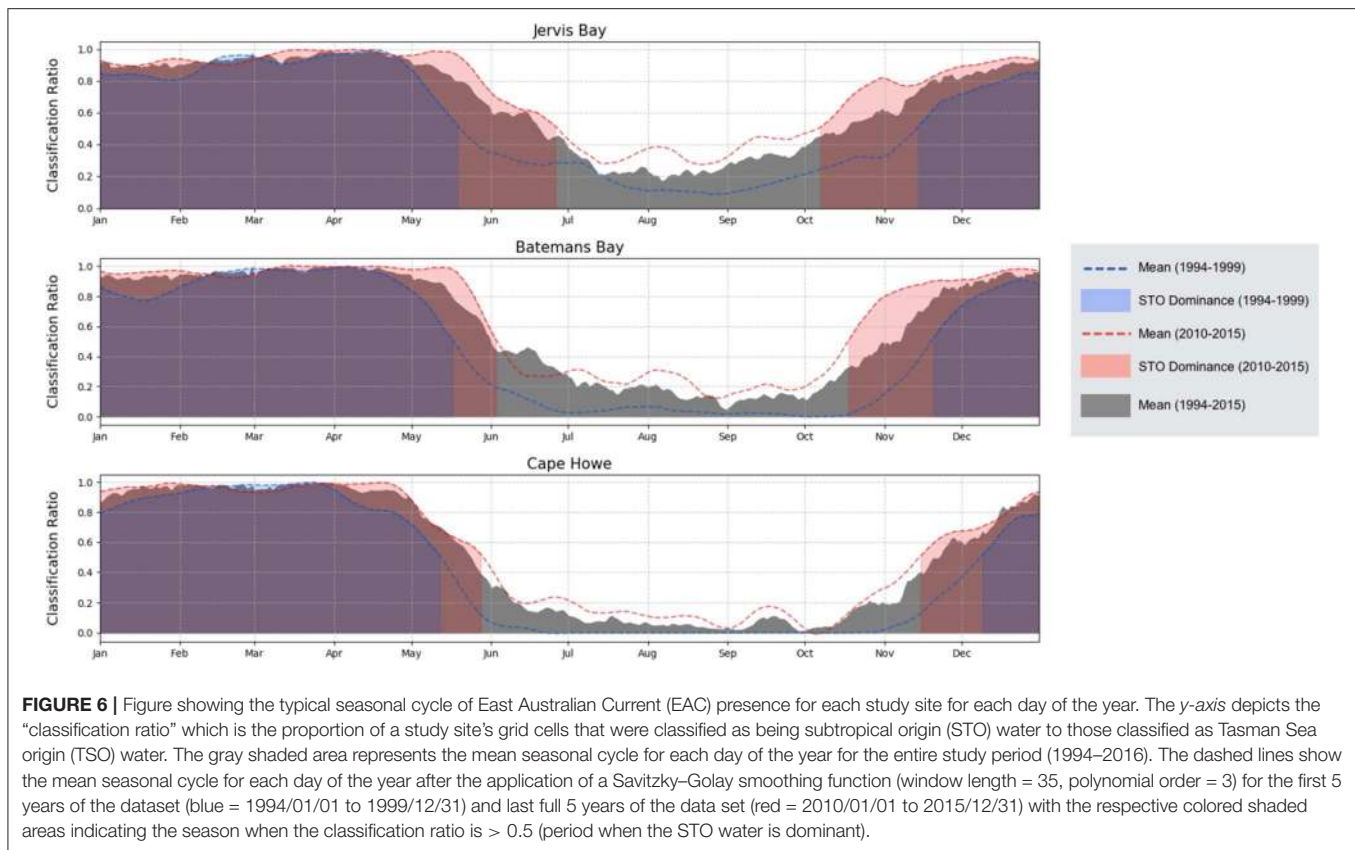 Jervis Bay
Classification Ratio
1.0
0.8
0.6
0.4
0.2
0.0
Jan Feb Mar Apr May Jun Jul Aug Sep Oct Nov Dec
Batemans Bay
Classification Ratio
1.0
0.8
0.6
0.4
0.2
0.0
Jan Feb Mar Apr May Jun Jul Aug Sep Oct Nov Dec
Mean (1994-1999)
STO Dominance (1994-1999)
Mean (2010-2015)
STO Dominance (2010-2015)
Mean (1994-2015)
Cape Howe
Classification Ratio
1.0
0.8
0.6
0.4
0.2
0.0
Jan Feb Mar Apr May Jun Jul Aug Sep Oct Nov Dec
FIGURE 6 | Figure showing the typical seasonal cycle of East Australian Current (EAC) presence for each study site for each day of the year. The y-axis depicts the
“classification ratio” which is the proportion of a study site’s grid cells that were classified as being subtropical origin (STO) water to those classified as Tasman Sea
origin (TSO) water. The gray shaded area represents the mean seasonal cycle for each day of the year for the entire study period (1994–2016). The dashed lines show
the mean seasonal cycle for each day of the year after the application of a Savitzky–Golay smoothing function (window length = 35, polynomial order = 3) for the first 5
years of the dataset (blue = 1994/01/01 to 1999/12/31) and last full 5 years of the data set (red = 2010/01/01 to 2015/12/31) with the respective colored shaded
areas indicating the season when the classification ratio is > 0.5 (period when the STO water is dominant).